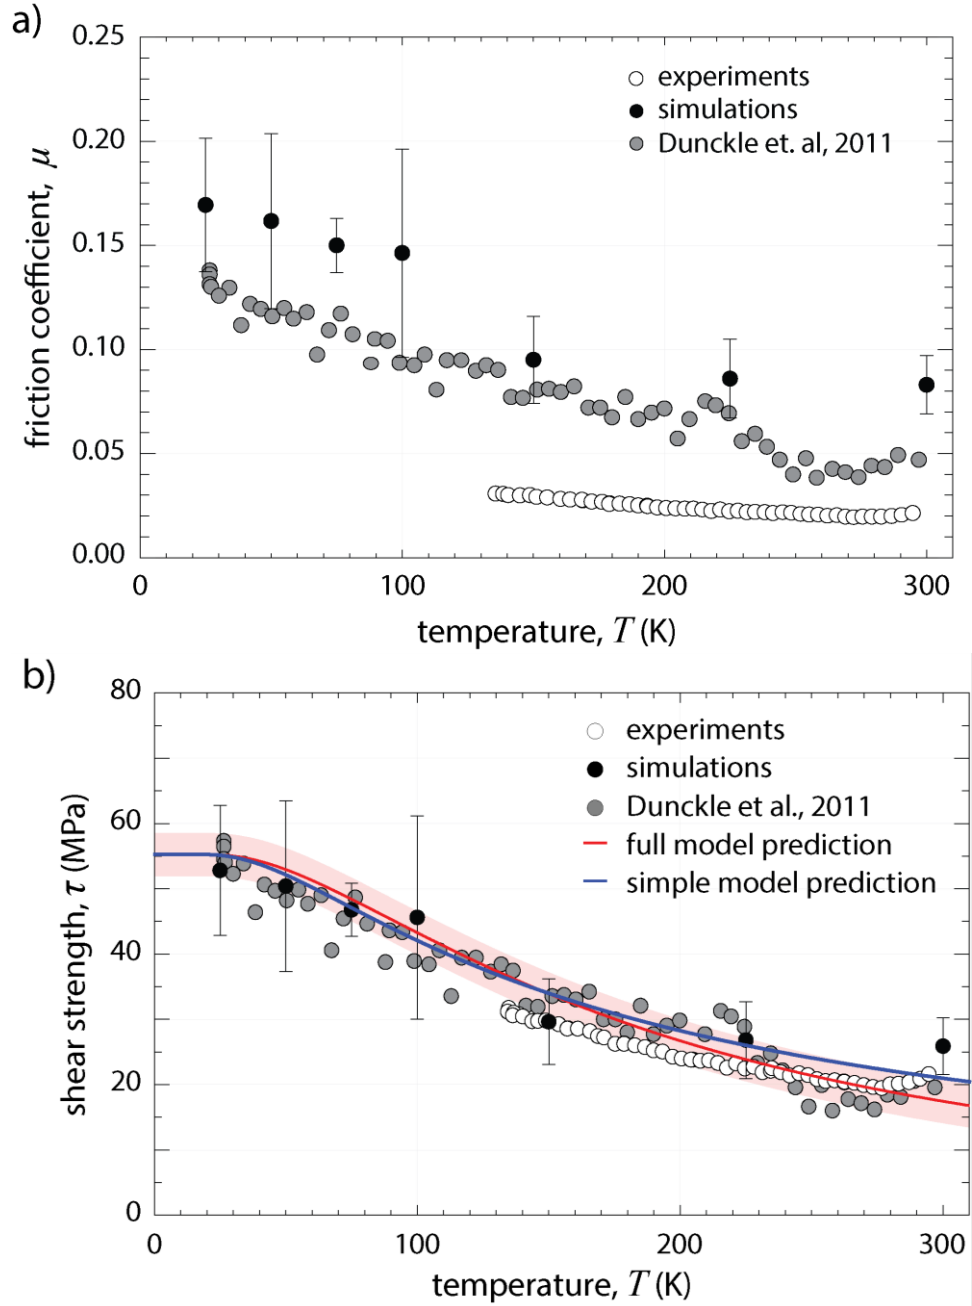 a)
0.25
0.20
0.15
0.10
0.05
0.00
friction coefficient, μ
experiments
simulations
Dunckle et. al, 2011
0 100 200 300
temperature, T (K)
b)
80
60
40
20
0
shear strength, τ (MPa)
experiments
simulations
Dunckle et al., 2011
full model prediction
simple model prediction
0 100 200 300
temperature, T (K)